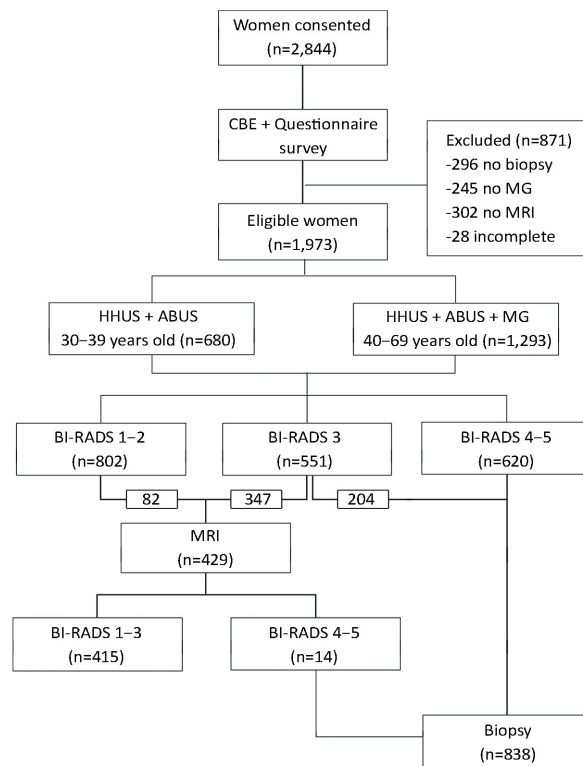 Women consented
(n=2,844)
CBE + Questionnaire
survey
Excluded (n=871)
-296 no biopsy
-245 no MG
-302 no MRI
-28 incomplete
Eligible women
(n=1,973)
HHUS + ABUS
30−39 years old (n=680)
HHUS + ABUS + MG
40−69 years old (n=1,293)
BI-RADS 1−2
(n=802)
BI-RADS 3
(n=551)
BI-RADS 4−5
(n=620)
82
347
204
MRI
(n=429)
BI-RADS 1−3
(n=415)
BI-RADS 4−5
(n=14)
Biopsy
(n=838)